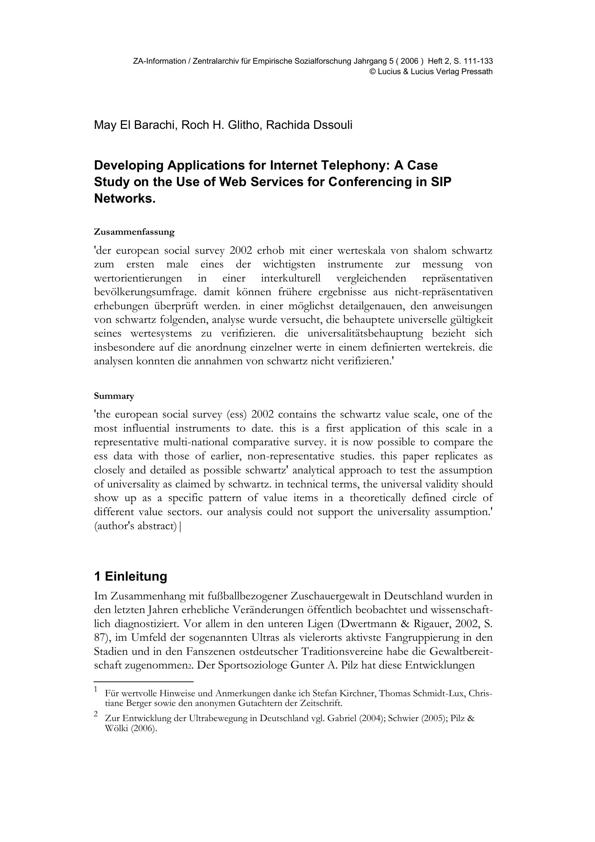 ZA-Information / Zentralarchiv für Empirische Sozialforschung Jahrgang 5 ( 2006 ) Heft 2, S. 111-133
© Lucius & Lucius Verlag Pressath
May El Barachi, Roch H. Glitho, Rachida Dssouli
Developing Applications for Internet Telephony: A Case
Study on the Use of Web Services for Conferencing in SIP
Networks.
Zusammenfassung
'der european social survey 2002 erhob mit einer werteskala von shalom schwartz
zum ersten male eines der wichtigsten instrumente zur messung von
wertorientierungen in einer interkulturell vergleichenden repräsentativen
bevölkerungsumfrage. damit können frühere ergebnisse aus nicht-repräsentativen
erhebungen überprüft werden. in einer möglichst detailgenauen, den anweisungen
von schwartz folgenden, analyse wurde versucht, die behauptete universelle gültigkeit
seines wertesystems zu verifizieren. die universalitätsbehauptung bezieht sich
insbesondere auf die anordnung einzelner werte in einem definierten wertekreis. die
analysen konnten die annahmen von schwartz nicht verifizieren.'
Summary
'the european social survey (ess) 2002 contains the schwartz value scale, one of the
most influential instruments to date. this is a first application of this scale in a
representative multi-national comparative survey. it is now possible to compare the
ess data with those of earlier, non-representative studies. this paper replicates as
closely and detailed as possible schwartz' analytical approach to test the assumption
of universality as claimed by schwartz. in technical terms, the universal validity should
show up as a specific pattern of value items in a theoretically defined circle of
different value sectors. our analysis could not support the universality assumption.'
(author's abstract)|
1 Einleitung
Im Zusammenhang mit fußballbezogener Zuschauergewalt in Deutschland wurden in
den letzten Jahren erhebliche Veränderungen öffentlich beobachtet und wissenschaft-
lich diagnostiziert. Vor allem in den unteren Ligen (Dwertmann & Rigauer, 2002, S.
87), im Umfeld der sogenannten Ultras als vielerorts aktivste Fangruppierung in den
Stadien und in den Fanszenen ostdeutscher Traditionsvereine habe die Gewaltbereit-
schaft zugenommen2. Der Sportsoziologe Gunter A. Pilz hat diese Entwicklungen
1 Für wertvolle Hinweise und Anmerkungen danke ich Stefan Kirchner, Thomas Schmidt-Lux, Chris-
tiane Berger sowie den anonymen Gutachtern der Zeitschrift.
2 Zur Entwicklung der Ultrabewegung in Deutschland vgl. Gabriel (2004); Schwier (2005); Pilz &
Wölki (2006).